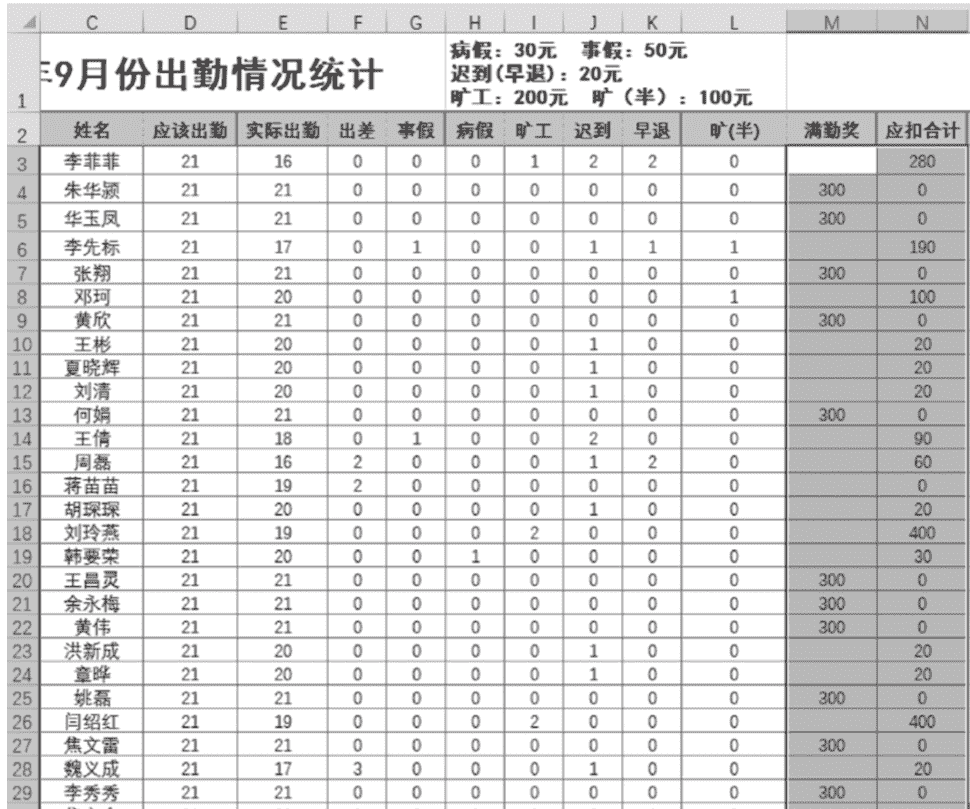 C D E F G H I J K L M N
1 9月份出勤情况统计 病假：30元 事假：50元
迟到(早退)：20元
旷工：200元 旷（半）：100元
2 姓名 应该出勤 实际出勤 出差 事假 病假 旷工 迟到 早退 旷(半) 满勤奖 应扣合计
3 李菲菲 21 16 0 0 0 1 2 2 0 280
4 朱华颍 21 21 0 0 0 0 0 0 0 300 0
5 华玉凤 21 21 0 0 0 0 0 0 0 300 0
6 李先标 21 17 0 1 0 0 1 1 1 190
7 张翔 21 21 0 0 0 0 0 0 0 300 0
8 邓珂 21 20 0 0 0 0 0 0 1 100
9 黄欣 21 21 0 0 0 0 0 0 0 300 0
10 王彬 21 20 0 0 0 0 1 0 0 20
11 夏晓辉 21 20 0 0 0 0 1 0 0 20
12 刘清 21 20 0 0 0 0 1 0 0 20
13 何娟 21 21 0 0 0 0 0 0 0 300 0
14 王倩 21 18 0 1 0 0 2 0 0 90
15 周磊 21 16 2 0 0 0 1 2 0 60
16 蒋苗苗 21 19 2 0 0 0 0 0 0 0
17 胡琛琛 21 20 0 0 0 0 1 0 0 20
18 刘玲燕 21 19 0 0 0 2 0 0 0 400
19 韩要荣 21 20 0 0 1 0 0 0 0 30
20 王昌灵 21 21 0 0 0 0 0 0 0 300 0
21 余永梅 21 21 0 0 0 0 0 0 0 300 0
22 黄伟 21 21 0 0 0 0 0 0 0 300 0
23 洪新成 21 20 0 0 0 0 1 0 0 20
24 章晔 21 20 0 0 0 0 1 0 0 20
25 姚磊 21 21 0 0 0 0 0 0 0 300 0
26 闫绍红 21 19 0 0 0 2 0 0 0 400
27 焦文雷 21 21 0 0 0 0 0 0 0 300 0
28 魏义成 21 17 3 0 0 0 1 0 0 20
29 李秀秀 21 21 0 0 0 0 0 0 0 300 0